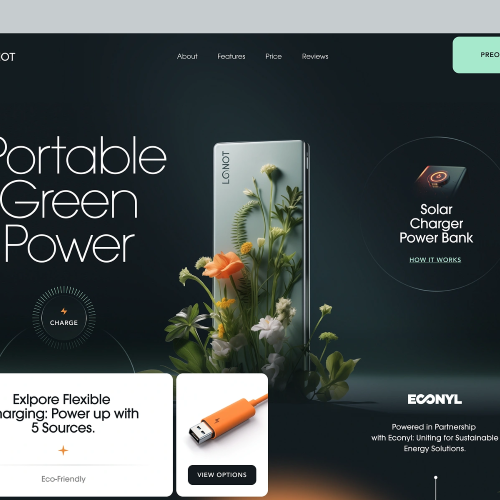 OT
About
Features
Price
Reviews
PREO
Portable
Green
Power
LONOT
Solar
Charger
Power Bank
HOW IT WORKS
CHARGE
Exlpore Flexible
harging: Power up with
5 Sources.
Eco-Friendly
VIEW OPTIONS
ECONYL
Powered in Partnership
with Econyl: Uniting for Sustainable
Energy Solutions.